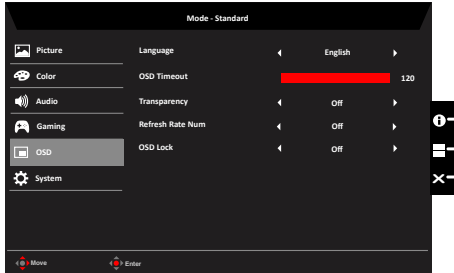 Mode - Standard
Picture
Language
English
Color
OSD Timeout
120
Audio
Transparency
Off
Gaming
Refresh Rate Num
Off
OSD
OSD Lock
Off
System
Move
Enter